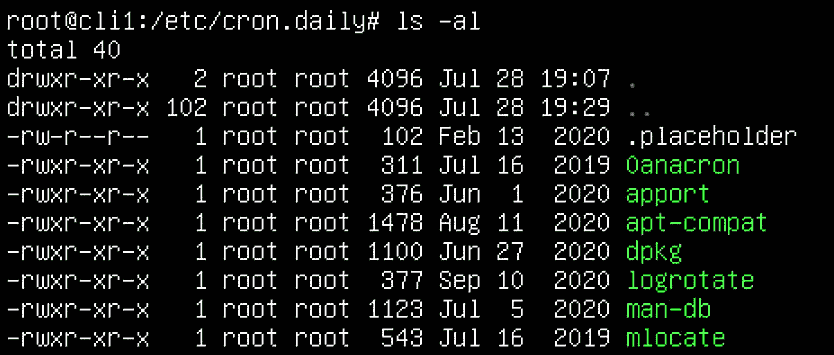 root@cli1:/etc/cron.daily# ls -al
total 40
drwxr-xr-x   2 root root 4096 Jul 28 19:07 .
drwxr-xr-x 102 root root 4096 Jul 28 19:29 ..
-rw-r--r--   1 root root  102 Feb 13  2020 .placeholder
-rwxr-xr-x   1 root root  311 Jul 16  2019 0anacron
-rwxr-xr-x   1 root root  376 Jun  1  2020 apport
-rwxr-xr-x   1 root root 1478 Aug 11  2020 apt-compat
-rwxr-xr-x   1 root root 1100 Jun 27  2020 dpkg
-rwxr-xr-x   1 root root  377 Sep 10  2020 logrotate
-rwxr-xr-x   1 root root 1123 Jul  5  2020 man-db
-rwxr-xr-x   1 root root  543 Jul 16  2019 mlocate